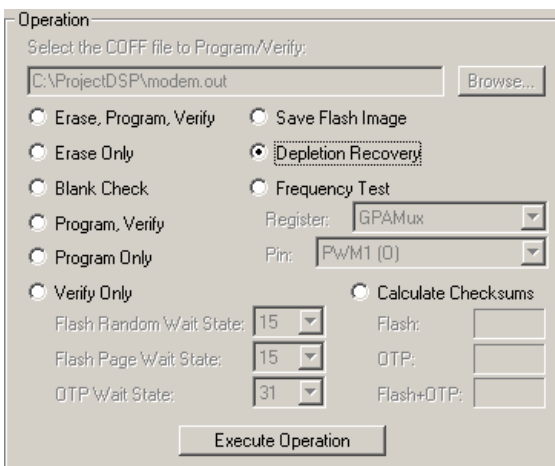 Operation
Select the COFF file to Program/Verify:
C:\ProjectDSP\modem.out Browse...
Erase, Program, Verify Save Flash Image
Erase Only Depletion Recovery
Blank Check Frequency Test
Program, Verify Register: GPAMux
Program Only Pin: PWM1 (O)
Verify Only Calculate Checksums
Flash Random Wait State: 15 Flash:
Flash Page Wait State: 15 OTP:
OTP Wait State: 31 Flash+OTP:
Execute Operation